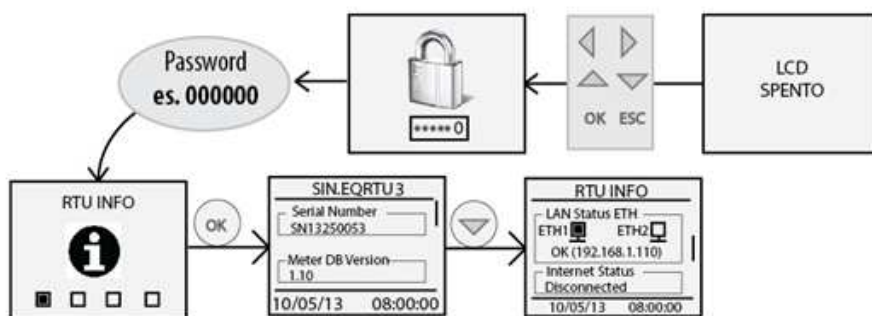 Password
es. 000000
*****0
OK ESC
LCD
SPENTO
RTU INFO
OK
SIN.EQRTU 3
Serial Number
SN13250053
Meter DB Version
1.10
10/05/13 08:00:00
RTU INFO
LAN Status ETH
ETH1 ETH2
OK (192.168.1.110)
Internet Status
Disconnected
10/05/13 08:00:00